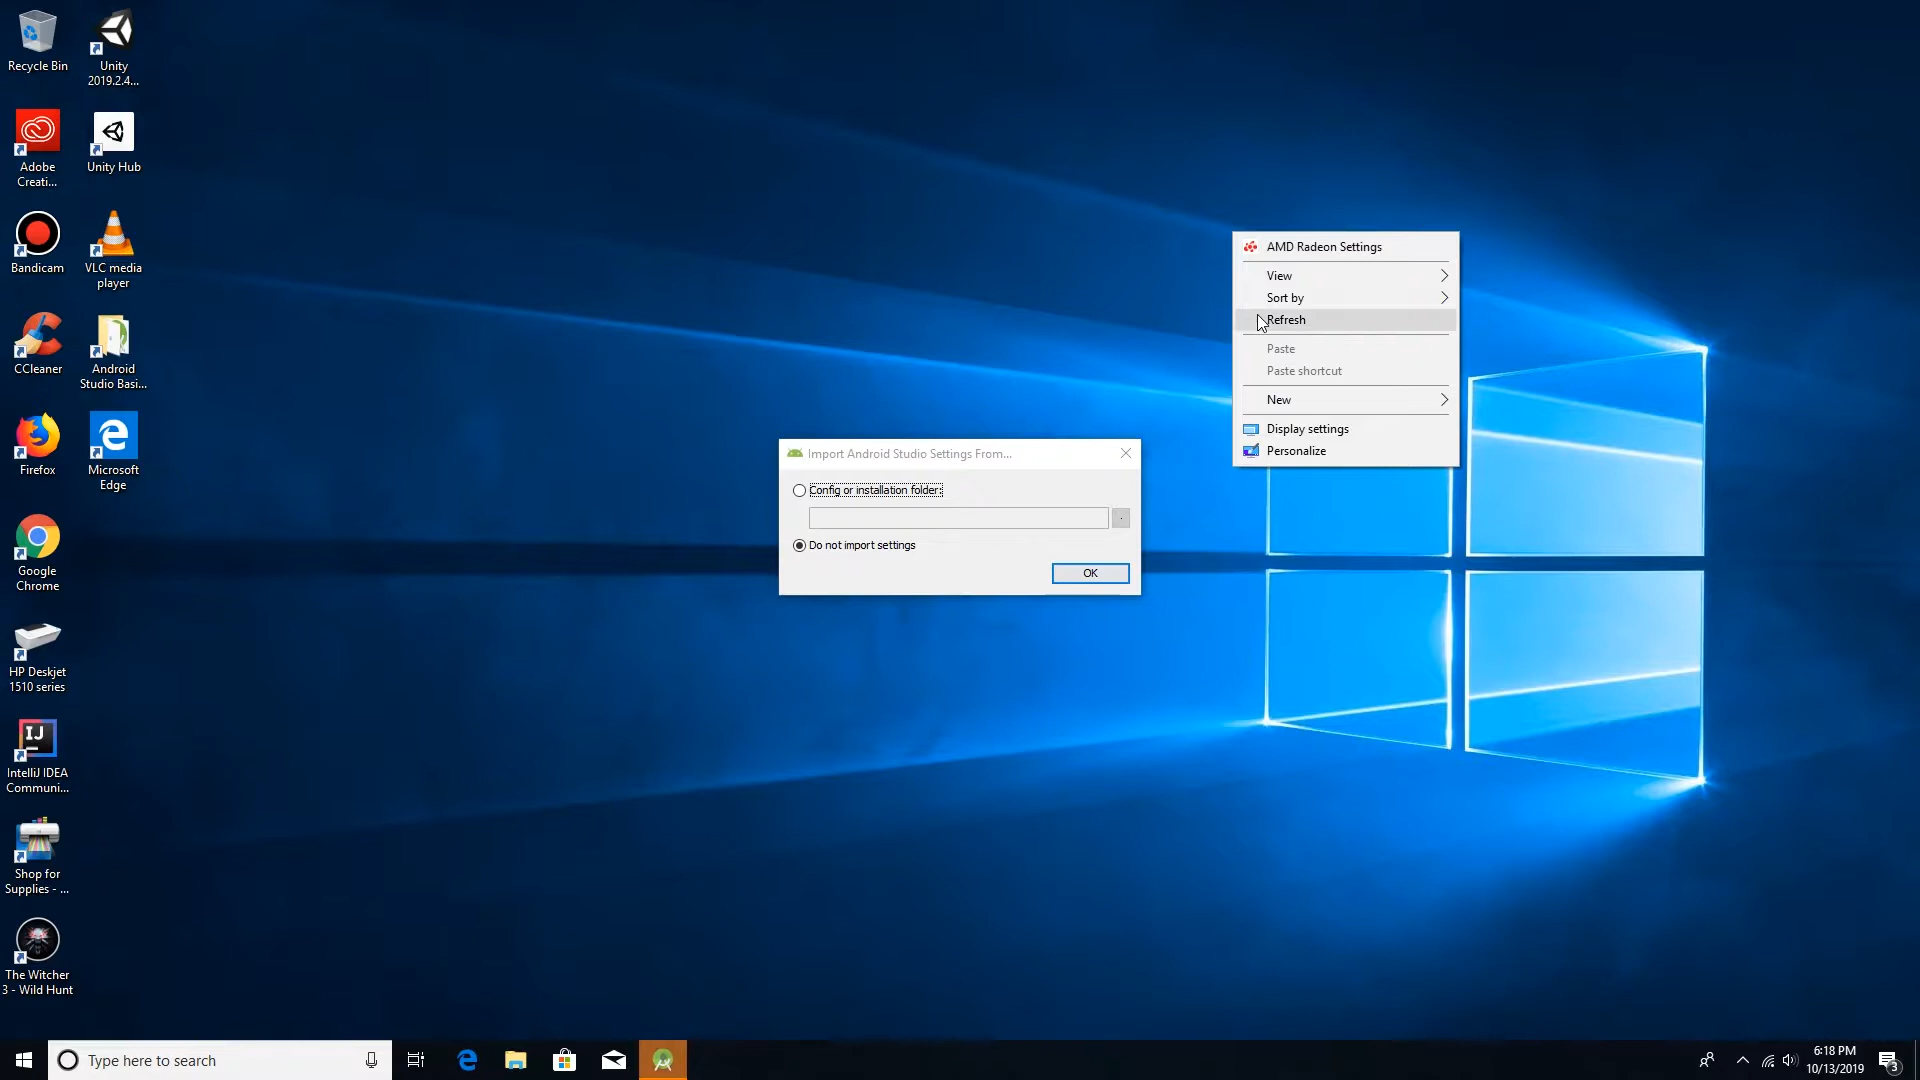 Recycle Bin
Unity
2019.2.4...
Adobe
Creati...
Unity Hub
Bandicam
VLC media
player
CCleaner
Android
Studio Basi...
Firefox
Microsoft
Edge
Google
Chrome
HP Deskjet
1510 series
IJ
IntelliJ IDEA
Communi...
Shop for
Supplies - ...
The Witcher
3 - Wild Hunt
AMD Radeon Settings
View
Sort by
Refresh
Paste
Paste shortcut
New
Display settings
Personalize
Import Android Studio Settings From...
Config or installation folder:
Do not import settings
OK
Type here to search
6:18 PM
10/13/2019
3